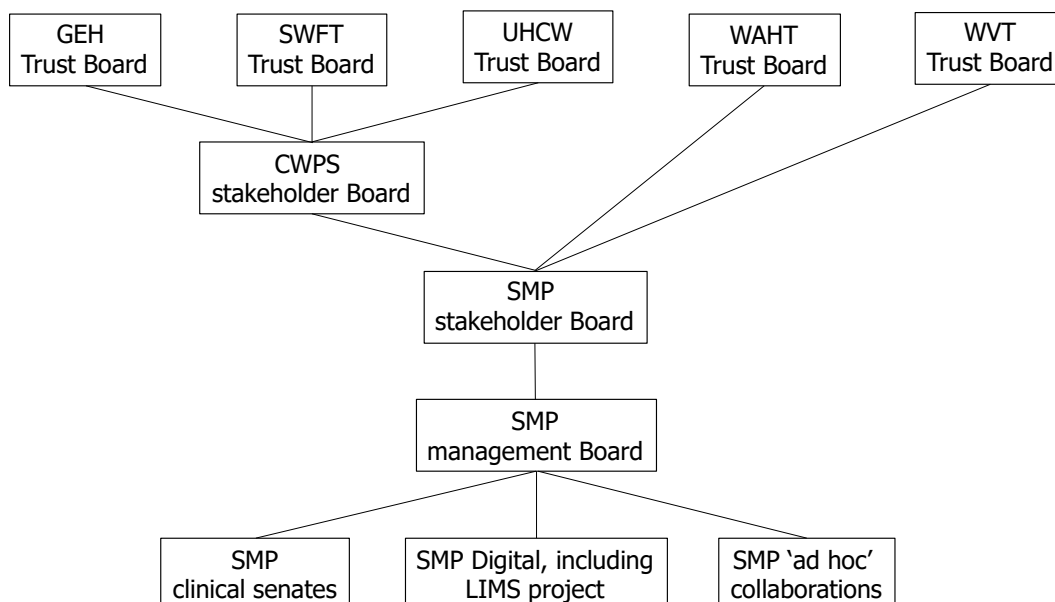 GEH
Trust Board
SWFT
Trust Board
UHCW
Trust Board
WAHT
Trust Board
WVT
Trust Board
CWPS
stakeholder Board
SMP
stakeholder Board
SMP
management Board
SMP
clinical senates
SMP Digital, including
LIMS project
SMP ‘ad hoc’
collaborations